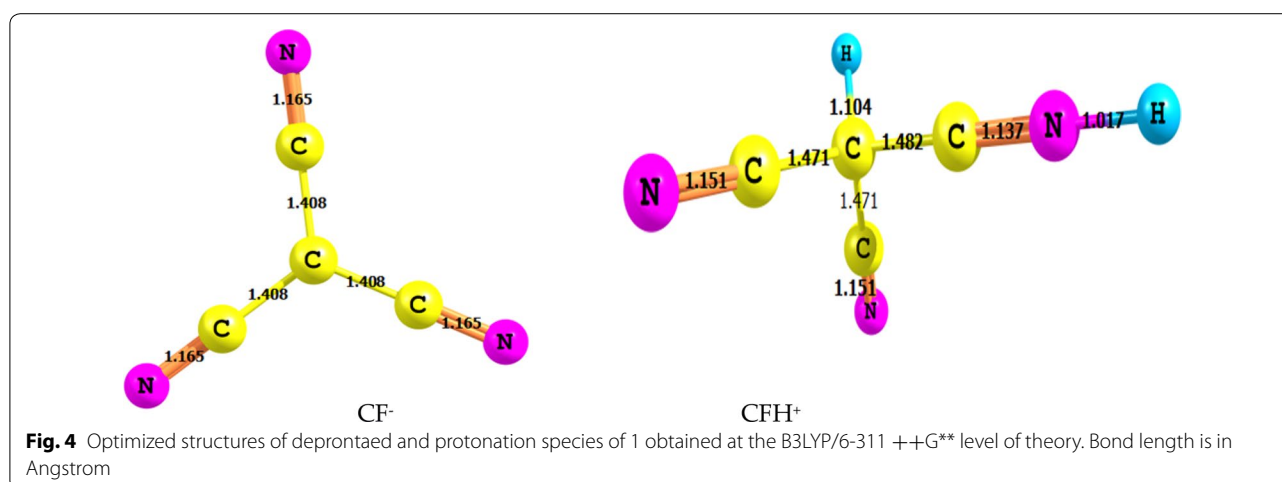 N
1.165
C
1.408
C
1.408
1.408
C
C
1.165
1.165
N
N
CF-
H
1.104
N
1.151
C
1.471
C
1.482
C
1.137
N
1.017
H
1.471
C
1.151
N
CFH+
Fig. 4 Optimized structures of deprontaed and protonation species of 1 obtained at the B3LYP/6-311 ++G** level of theory. Bond length is in
Angstrom